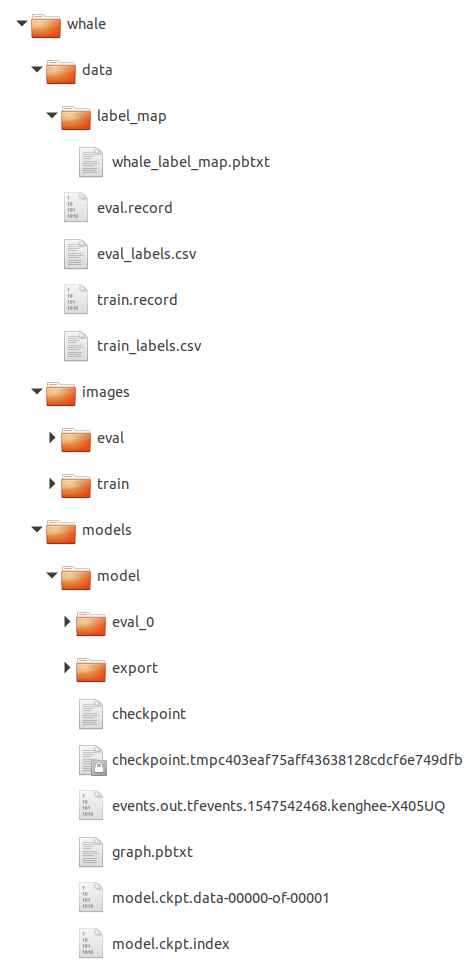 whale
data
label_map
whale_label_map.pbtxt
eval.record
eval_labels.csv
train.record
train_labels.csv
images
eval
train
models
model
eval_0
export
checkpoint
checkpoint.tmpc403eaf75aff43638128cdcf6e749dfb
events.out.tfevents.1547542468.kenghee-X405UQ
graph.pbtxt
model.ckpt.data-00000-of-00001
model.ckpt.index